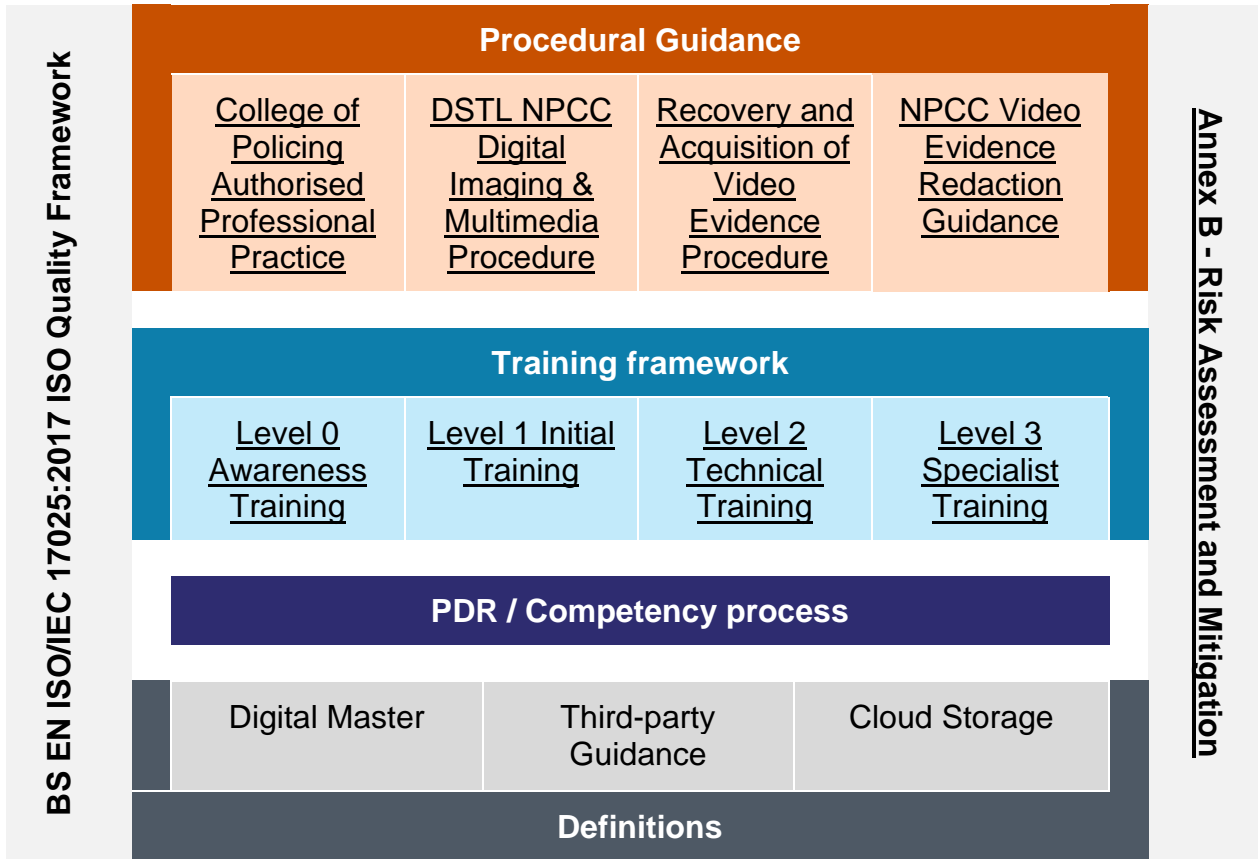 BS EN ISO/IEC 17025:2017 ISO Quality Framework
Procedural Guidance
College of
Policing
Authorised
Professional
Practice
DSTL NPCC
Digital
Imaging &
Multimedia
Procedure
Recovery and
Acquisition of
Video
Evidence
Procedure
NPCC Video
Evidence
Redaction
Guidance
Training framework
Level 0
Awareness
Training
Level 1 Initial
Training
Level 2
Technical
Training
Level 3
Specialist
Training
PDR / Competency process
Digital Master
Third-party
Guidance
Cloud Storage
Definitions
Annex B - Risk Assessment and Mitigation